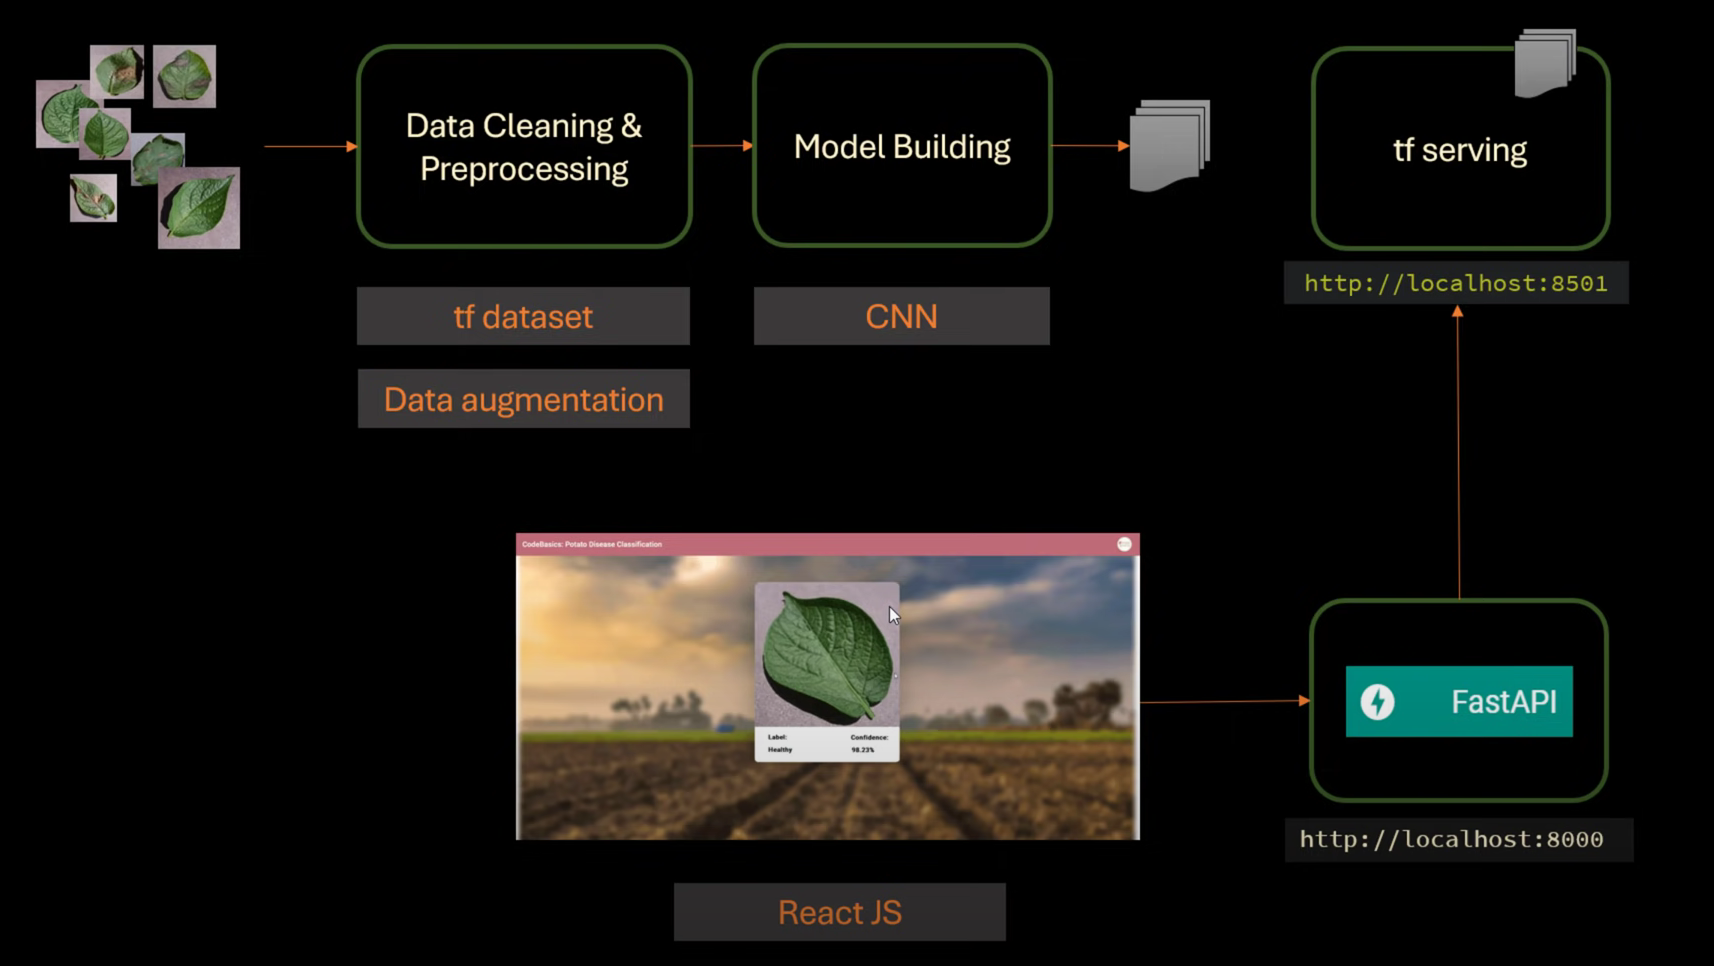 Data Cleaning &
Preprocessing
Model Building
tf serving
http://localhost:8501
tf dataset
CNN
Data augmentation
CodeBasics: Potato Disease Classification
Label:
Confidence:
Healthy
98.23%
FastAPI
http://localhost:8000
React JS